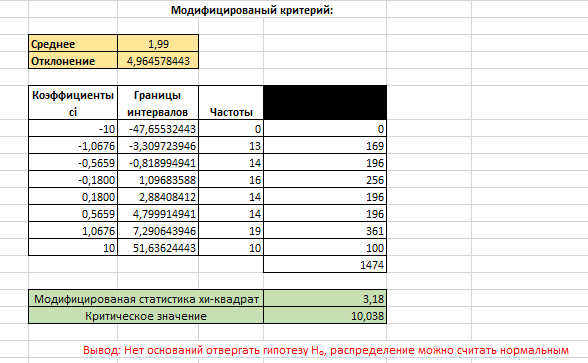 Модифицированый критерий:
Среднее 1,99
Отклонение 4,964578443
Коэффициенты Границы
ci интервалов Частоты
-10 -47,65532443 0 0
-1,0676 -3,309723946 13 169
-0,5659 -0,818994941 14 196
-0,1800 1,09683588 16 256
0,1800 2,88408412 14 196
0,5659 4,799914941 14 196
1,0676 7,290643946 19 361
10 51,63624443 10 100
1474
Модифицированая статистика хи-квадрат 3,18
Критическое значение 10,038
Вывод: Нет оснований отвергать гипотезу H₀, распределение можно считать нормальным